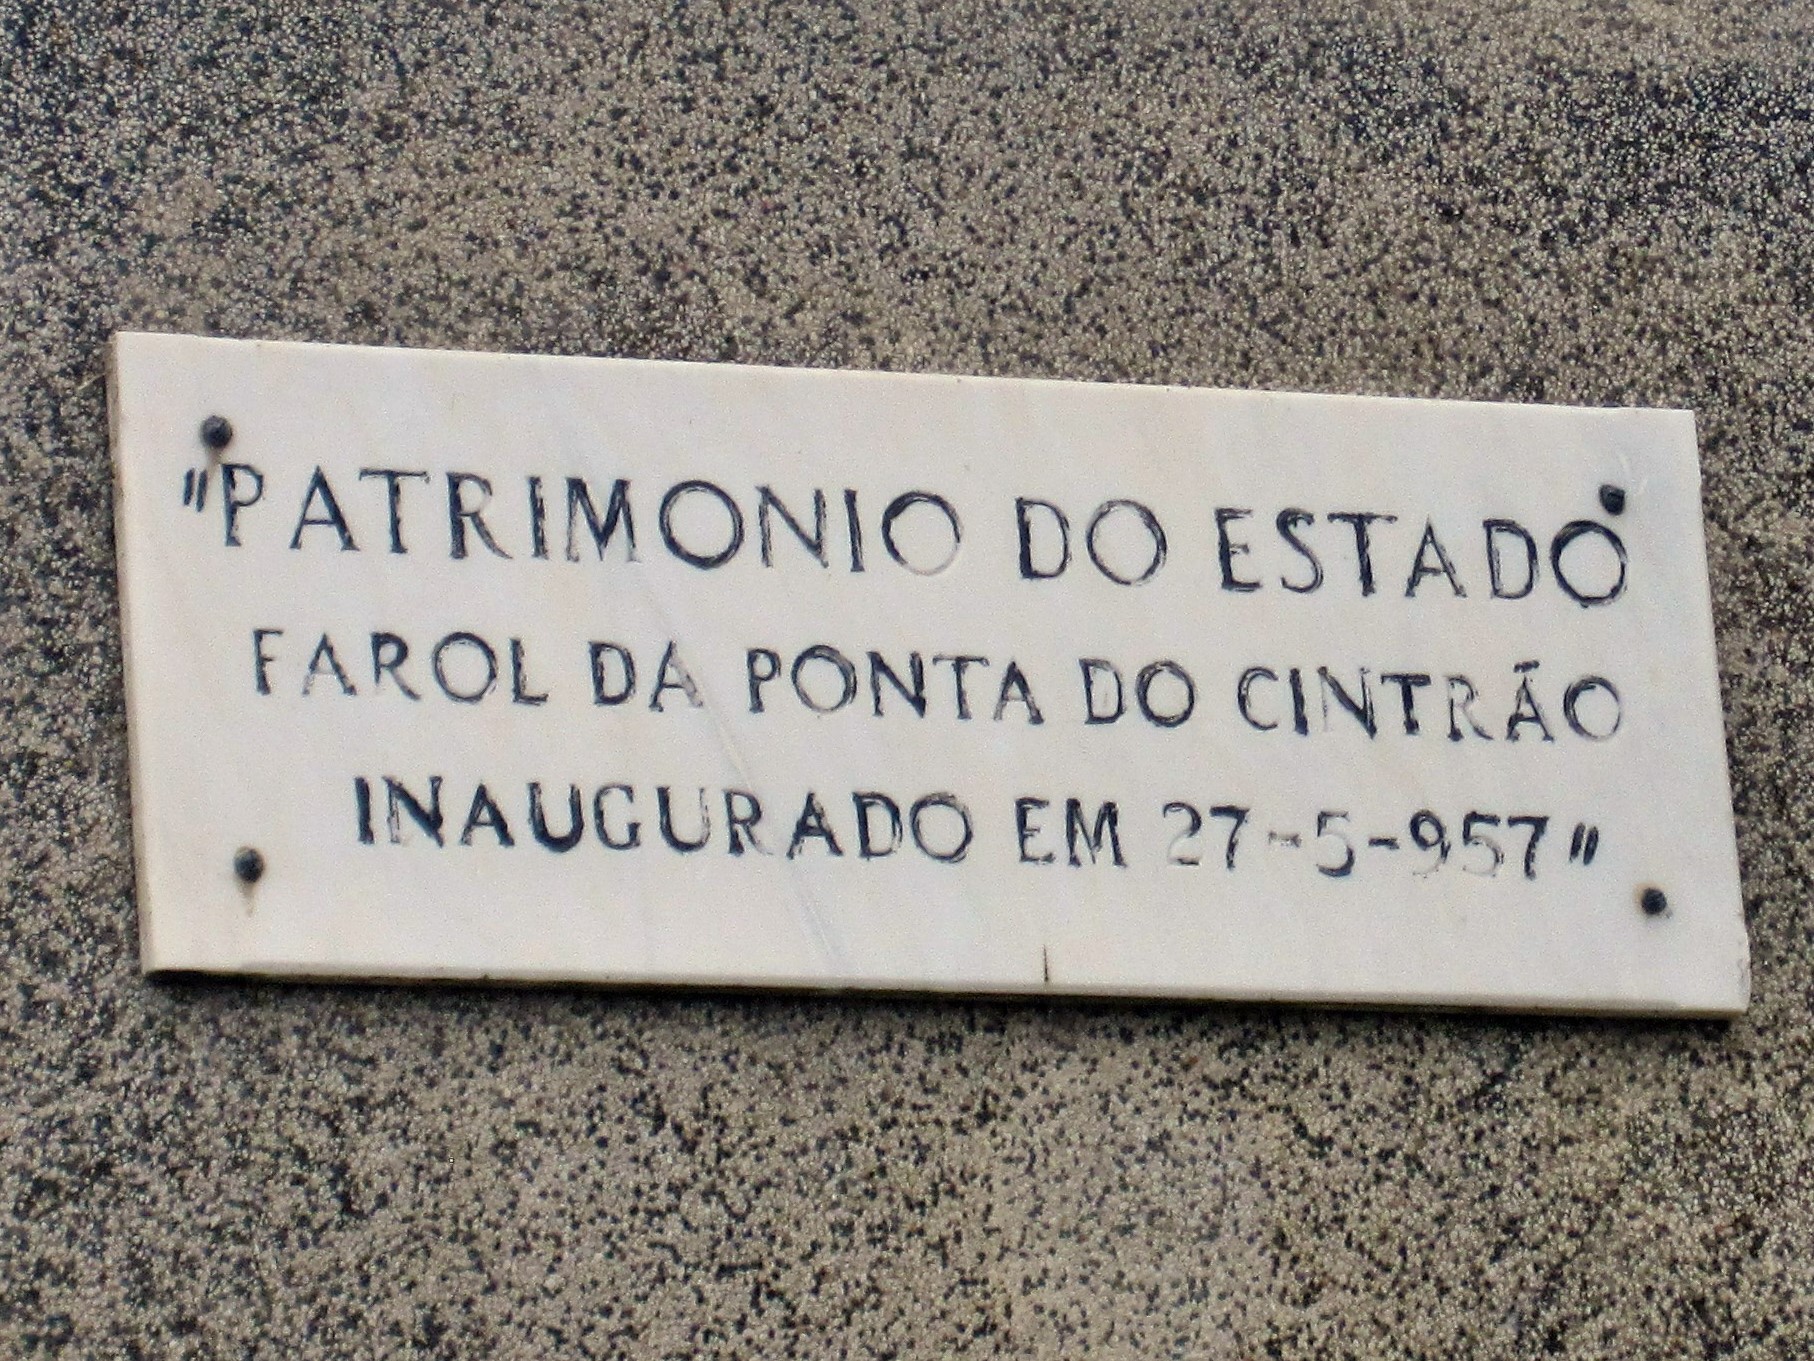 "PATRIMONIO DO ESTADO
FAROL DA PONTA DO CINTRÃO
INAUGURADO EM 27-5-957"